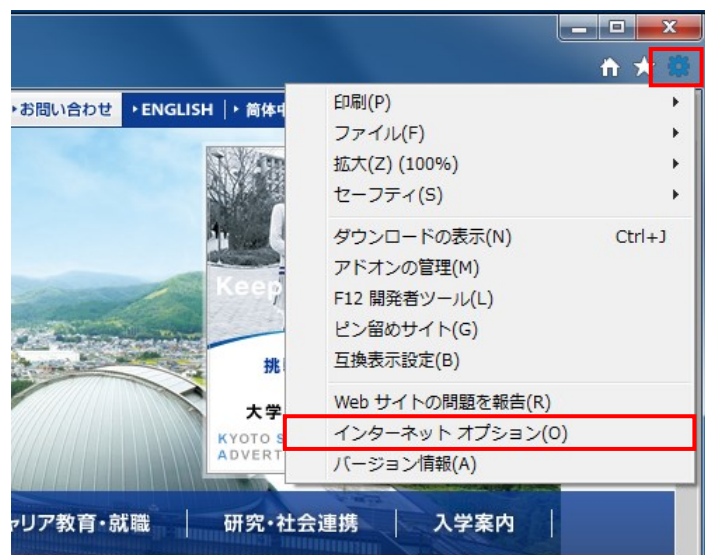 お問い合わせ ENGLISH 简体中
印刷(P)
ファイル(F)
拡大(Z) (100%)
セーフティ(S)
ダウンロードの表示(N) Ctrl+J
アドオンの管理(M)
F12 開発者ツール(L)
ピン留めサイト(G)
互換表示設定(B)
Web サイトの問題を報告(R)
インターネット オプション(O)
バージョン情報(A)
Keep
挑
大学
KYOTO S
ADVERT
ャリア教育・就職 研究・社会連携 入学案内